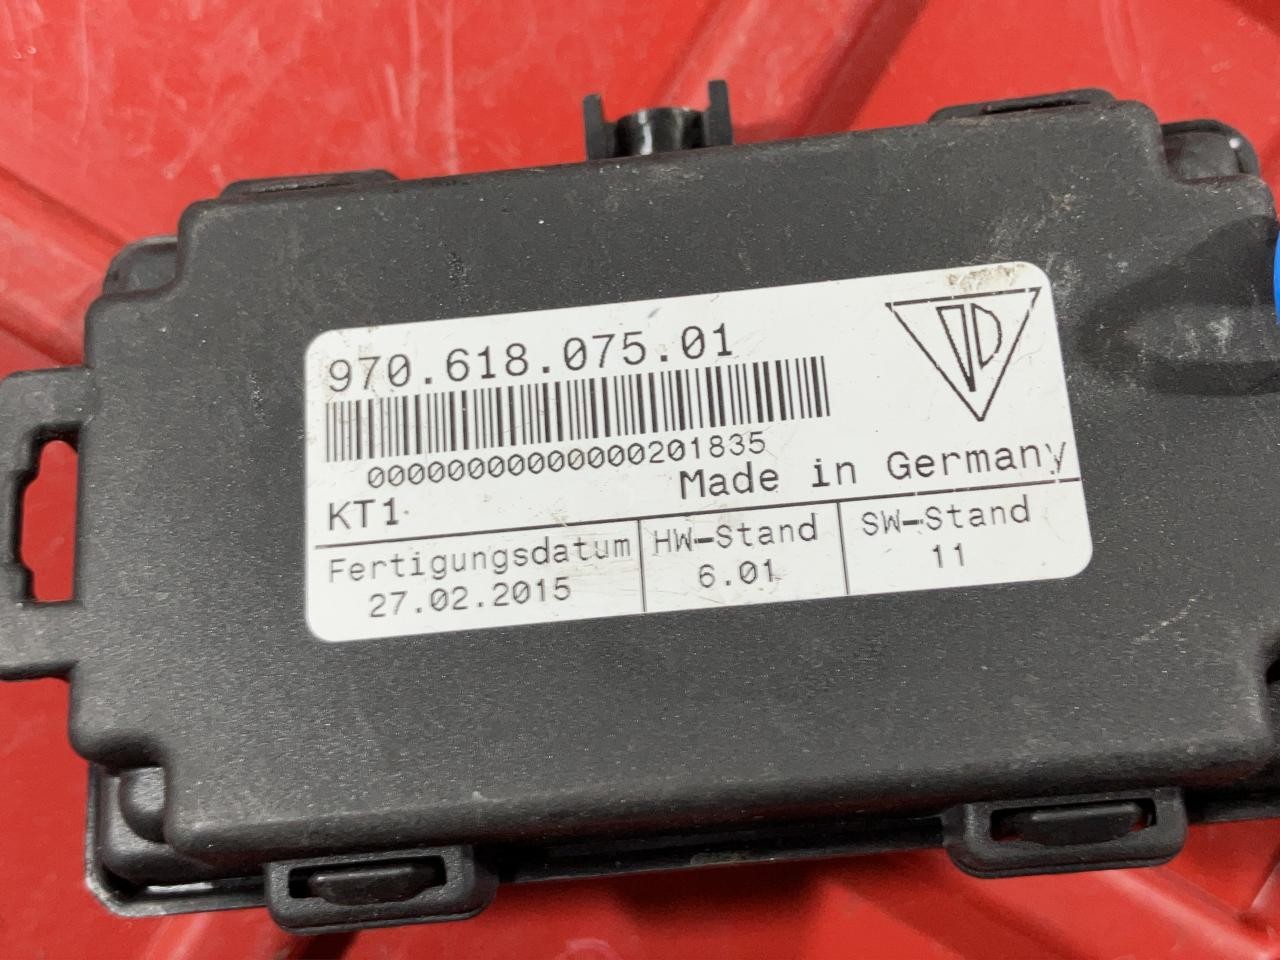 970.618.075.01
00000000000000201835
KT1
Made in Germany
Fertigungsdatum
27.02.2015
HW-Stand
6.01
SW-Stand
11